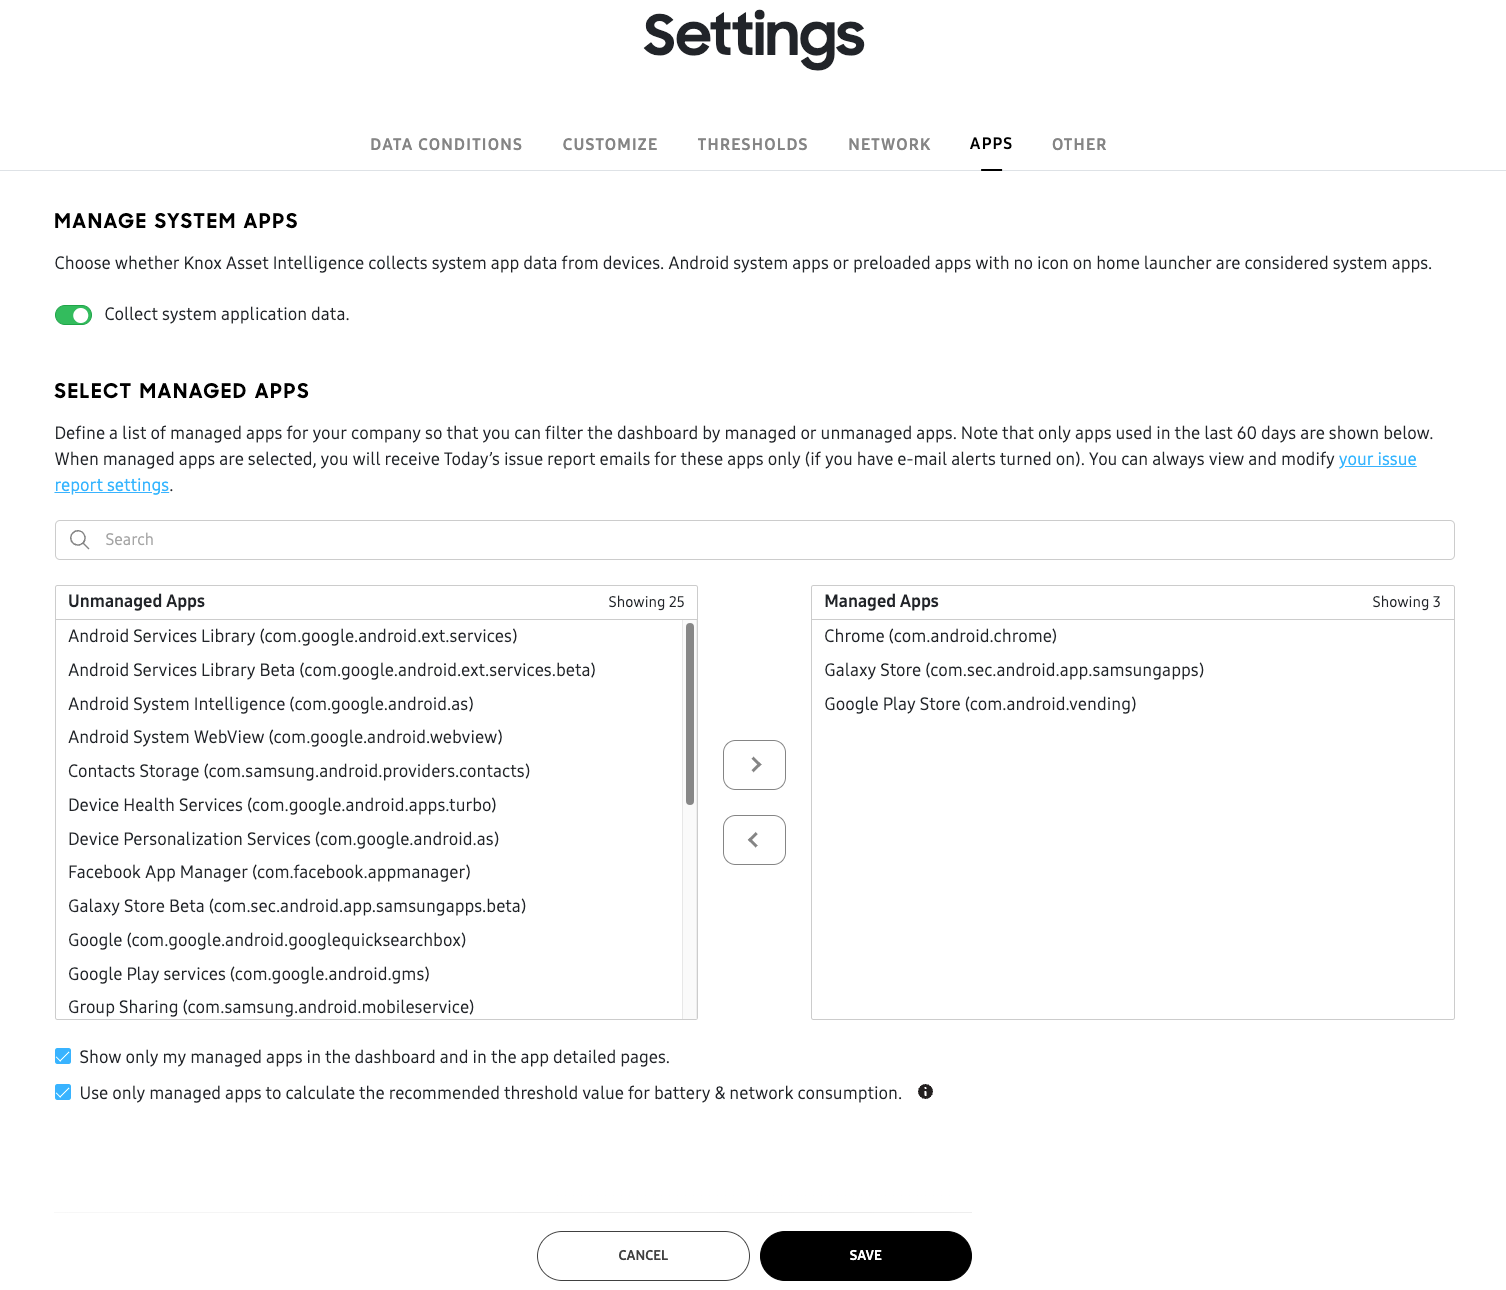 Settings
DATA CONDITIONS CUSTOMIZE THRESHOLDS NETWORK APPS OTHER
MANAGE SYSTEM APPS
Choose whether Knox Asset Intelligence collects system app data from devices. Android system apps or preloaded apps with no icon on home launcher are considered system apps.
Collect system application data.
SELECT MANAGED APPS
Define a list of managed apps for your company so that you can filter the dashboard by managed or unmanaged apps. Note that only apps used in the last 60 days are shown below.
When managed apps are selected, you will receive Today's issue report emails for these apps only (if you have e-mail alerts turned on). You can always view and modify your issue
report settings.
Search
Unmanaged Apps Showing 25
Android Services Library (com.google.android.ext.services)
Android Services Library Beta (com.google.android.ext.services.beta)
Android System Intelligence (com.google.android.as)
Android System WebView (com.google.android.webview)
Contacts Storage (com.samsung.android.providers.contacts)
Device Health Services (com.google.android.apps.turbo)
Device Personalization Services (com.google.android.as)
Facebook App Manager (com.facebook.appmanager)
Galaxy Store Beta (com.sec.android.app.samsungapps.beta)
Google (com.google.android.googlequicksearchbox)
Google Play services (com.google.android.gms)
Group Sharing (com.samsung.android.mobileservice)
Managed Apps Showing 3
Chrome (com.android.chrome)
Galaxy Store (com.sec.android.app.samsungapps)
Google Play Store (com.android.vending)
Show only my managed apps in the dashboard and in the app detailed pages.
Use only managed apps to calculate the recommended threshold value for battery & network consumption.
CANCEL SAVE